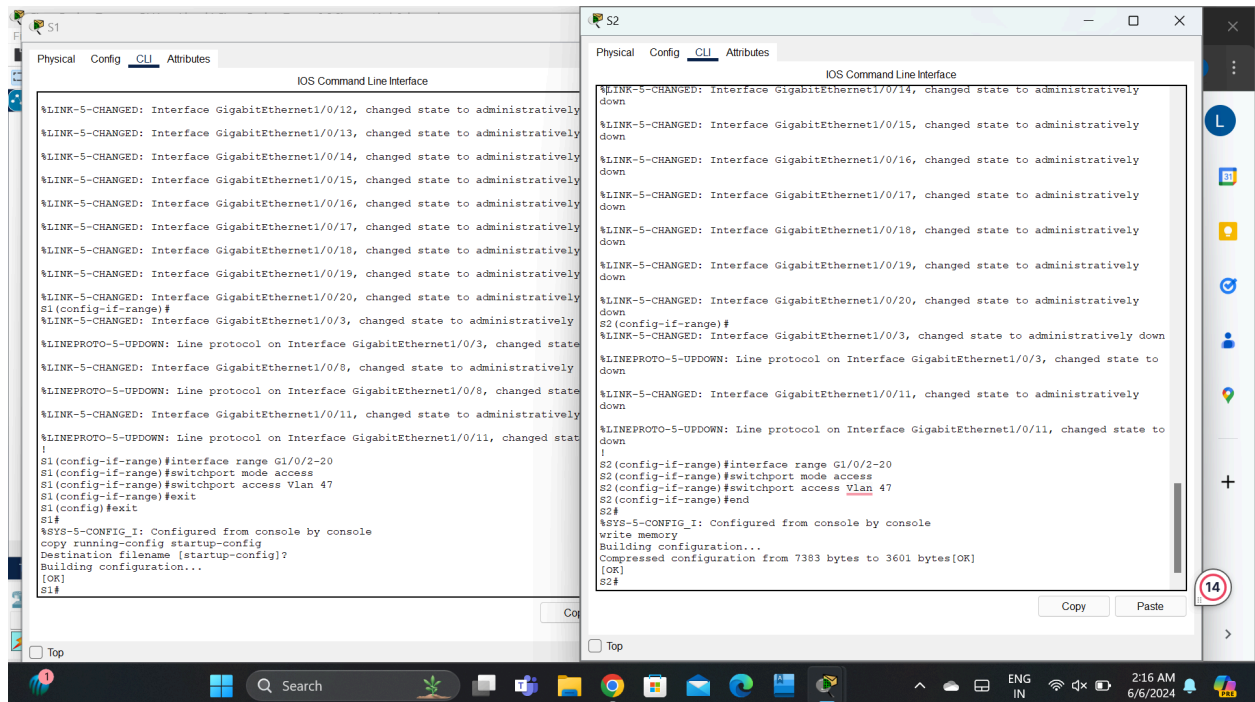 S1
Physical Config CLI Attributes
IOS Command Line Interface
%LINK-5-CHANGED: Interface GigabitEthernet1/0/12, changed state to administratively
%LINK-5-CHANGED: Interface GigabitEthernet1/0/13, changed state to administratively
%LINK-5-CHANGED: Interface GigabitEthernet1/0/14, changed state to administratively
%LINK-5-CHANGED: Interface GigabitEthernet1/0/15, changed state to administratively
%LINK-5-CHANGED: Interface GigabitEthernet1/0/16, changed state to administratively
%LINK-5-CHANGED: Interface GigabitEthernet1/0/17, changed state to administratively
%LINK-5-CHANGED: Interface GigabitEthernet1/0/18, changed state to administratively
%LINK-5-CHANGED: Interface GigabitEthernet1/0/19, changed state to administratively
%LINK-5-CHANGED: Interface GigabitEthernet1/0/20, changed state to administratively
S1(config-if-range)#
%LINK-5-CHANGED: Interface GigabitEthernet1/0/3, changed state to administratively
%LINEPROTO-5-UPDOWN: Line protocol on Interface GigabitEthernet1/0/3, changed state
%LINK-5-CHANGED: Interface GigabitEthernet1/0/8, changed state to administratively
%LINEPROTO-5-UPDOWN: Line protocol on Interface GigabitEthernet1/0/8, changed state
%LINK-5-CHANGED: Interface GigabitEthernet1/0/11, changed state to administratively
%LINEPROTO-5-UPDOWN: Line protocol on Interface GigabitEthernet1/0/11, changed stat
!
S1(config-if-range)#interface range G1/0/2-20
S1(config-if-range)#switchport mode access
S1(config-if-range)#switchport access Vlan 47
S1(config-if-range)#exit
S1(config)#exit
S1#
%SYS-5-CONFIG_I: Configured from console by console
copy running-config startup-config
Destination filename [startup-config]?
Building configuration...
[OK]
S1#
Cop
Top
S2
Physical Config CLI Attributes
IOS Command Line Interface
%LINK-5-CHANGED: Interface GigabitEthernet1/0/14, changed state to administratively
down
%LINK-5-CHANGED: Interface GigabitEthernet1/0/15, changed state to administratively
down
%LINK-5-CHANGED: Interface GigabitEthernet1/0/16, changed state to administratively
down
%LINK-5-CHANGED: Interface GigabitEthernet1/0/17, changed state to administratively
down
%LINK-5-CHANGED: Interface GigabitEthernet1/0/18, changed state to administratively
down
%LINK-5-CHANGED: Interface GigabitEthernet1/0/19, changed state to administratively
down
%LINK-5-CHANGED: Interface GigabitEthernet1/0/20, changed state to administratively
down
S2(config-if-range)#
%LINK-5-CHANGED: Interface GigabitEthernet1/0/3, changed state to administratively down
%LINEPROTO-5-UPDOWN: Line protocol on Interface GigabitEthernet1/0/3, changed state to
down
%LINK-5-CHANGED: Interface GigabitEthernet1/0/11, changed state to administratively
down
%LINEPROTO-5-UPDOWN: Line protocol on Interface GigabitEthernet1/0/11, changed state to
down
!
S2(config-if-range)#interface range G1/0/2-20
S2(config-if-range)#switchport mode access
S2(config-if-range)#switchport access Vlan 47
S2(config-if-range)#end
S2#
%SYS-5-CONFIG_I: Configured from console by console
write memory
Building configuration...
Compressed configuration from 7383 bytes to 3601 bytes[OK]
[OK]
S2#
Copy Paste
Top
L
31
14
1
Search
ENG
IN
2:16 AM
6/6/2024
PRE